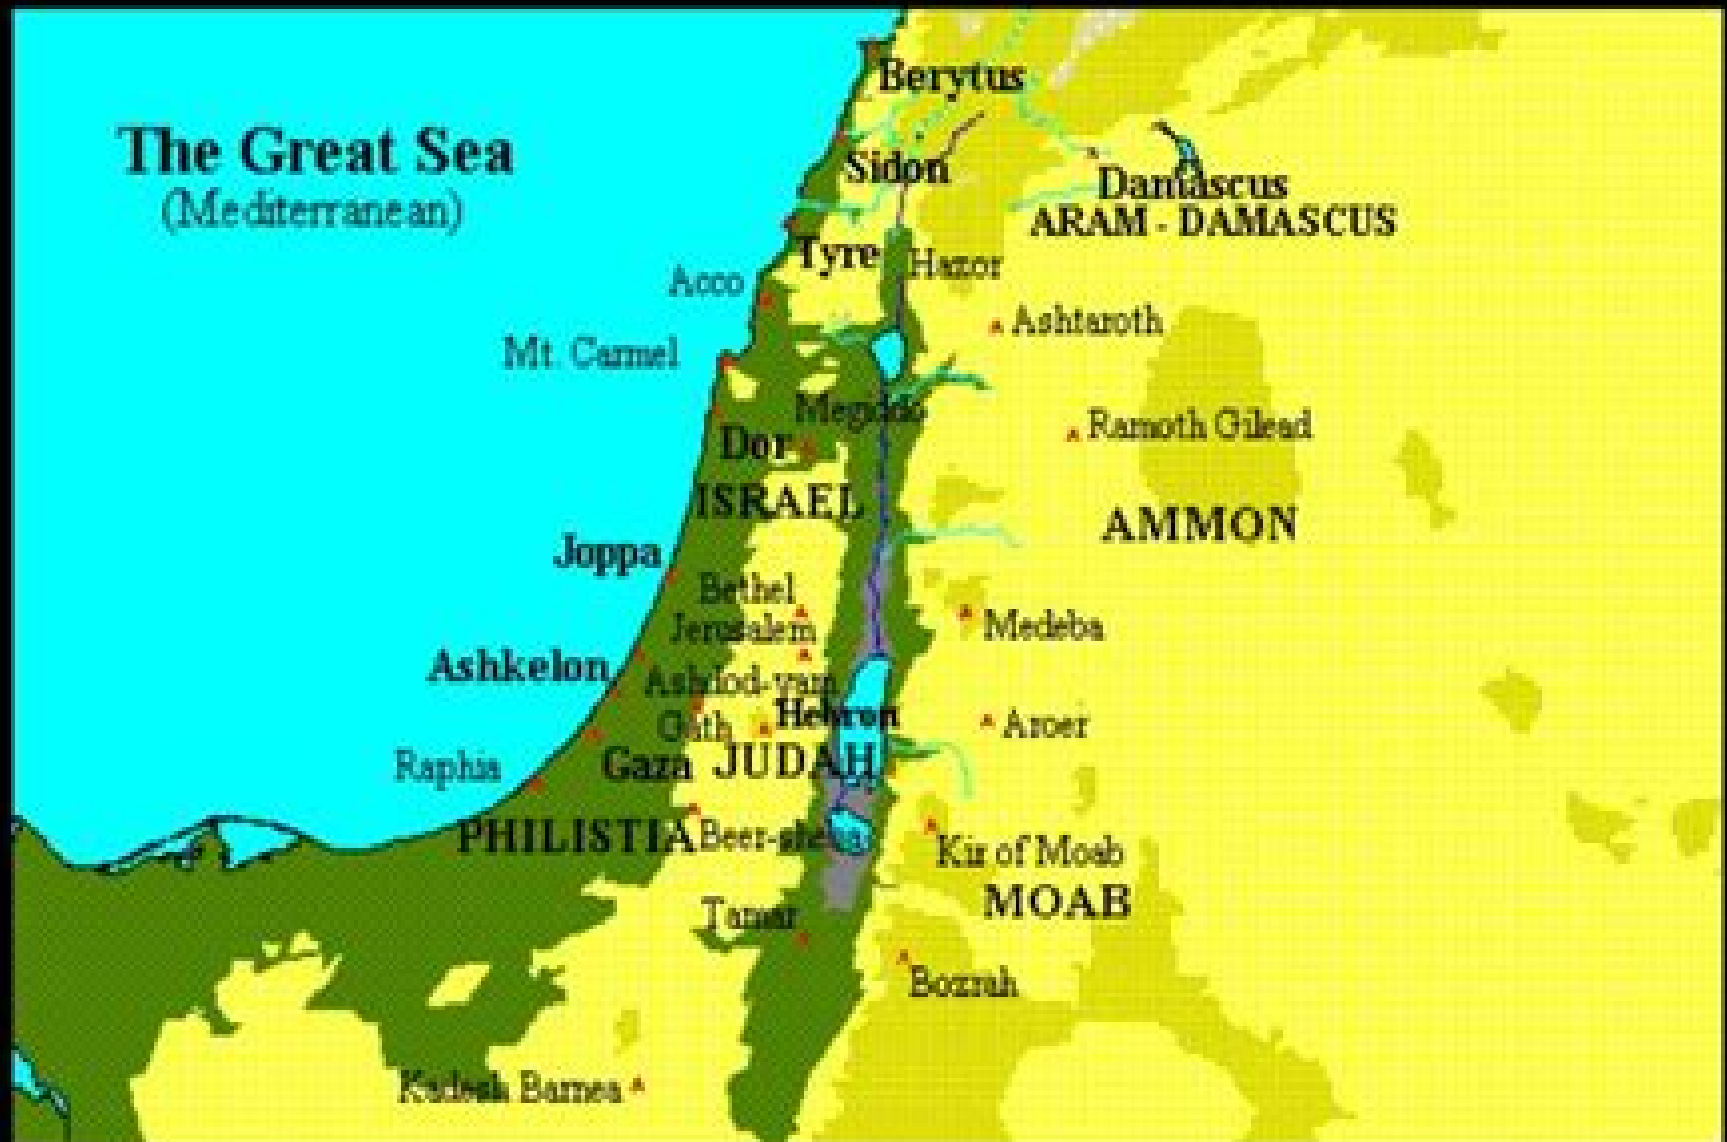 Berytus
The Great Sea
(Mediterranean)
Sidon
Damascus
ARAM - DAMASCUS
Tyre
Hazor
Acco
Ashtaroth
Mt. Carmel
Megiddo
Dor
Ramoth Gilead
ISRAEL
AMMON
Joppa
Bethel
Jerusalem
Medeba
Ashkelon
Ashdod-yam
Hebron
Gath
Aroer
Raphia
Gaza
JUDAH
PHILISTIA
Beer-sheba
Kir of Moab
MOAB
Tamar
Bozrah
Kadesh Barnea